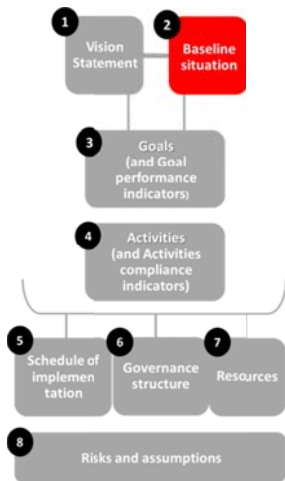 1
Vision
Statement
2
Baseline
situation
3
Goals
(and Goal
performance
indicators)
4
Activities
(and Activities
compliance
indicators)
5
Schedule of
implemen
tation
6
Governance
structure
7
Resources
8
Risks and assumptions